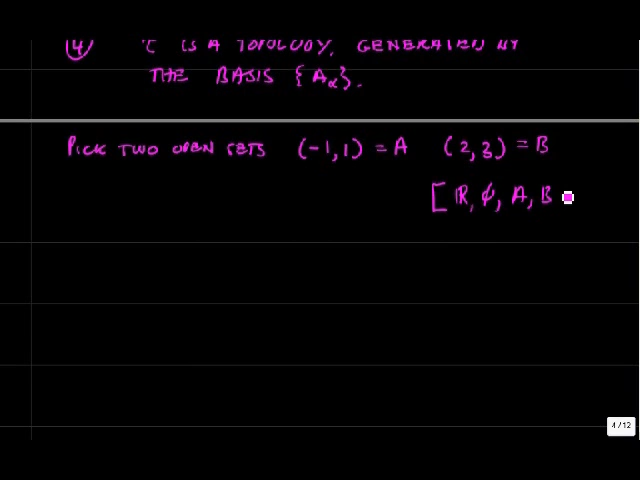 (4) τ IS A TOPOLOGY, GENERATED BY
THE BASIS {Aα}.
PICK TWO OPEN SETS (-1,1) = A (2,3) = B
[ℝ, ∅, A, B
4 / 12